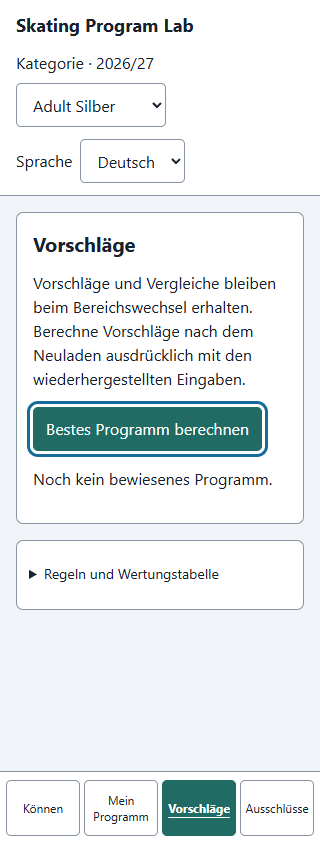 Skating Program Lab
Kategorie · 2026/27
Adult Silber
Sprache Deutsch
Vorschläge
Vorschläge und Vergleiche bleiben
beim Bereichswechsel erhalten.
Berechne Vorschläge nach dem
Neuladen ausdrücklich mit den
wiederhergestellten Eingaben.
Bestes Programm berechnen
Noch kein bewiesenes Programm.
Regeln und Wertungstabelle
Können
Mein
Programm
Vorschläge
Ausschlüsse